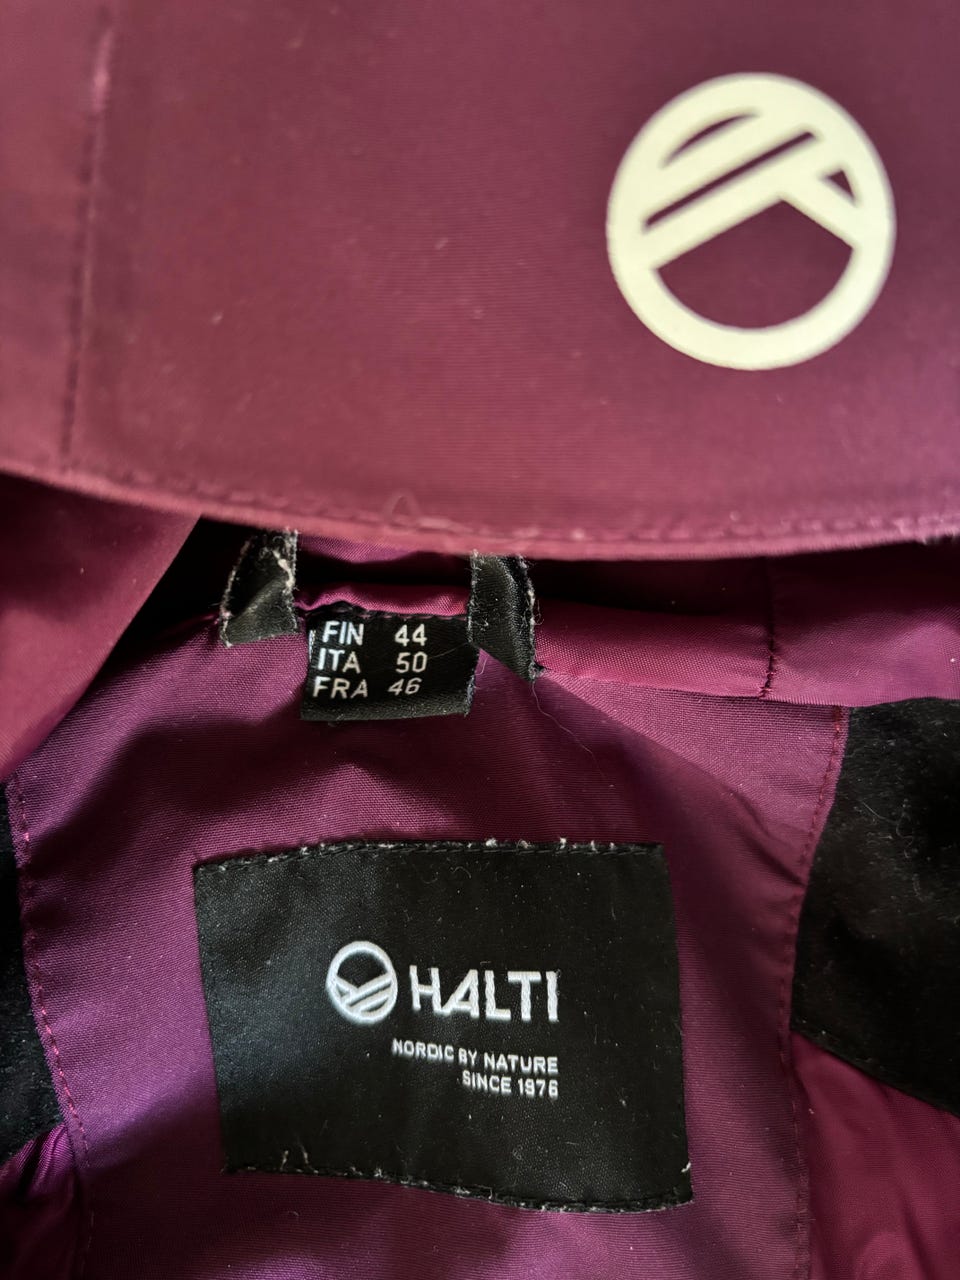 FIN 44
ITA 50
FRA 46
HALTI
NORDIC BY NATURE
SINCE 1976